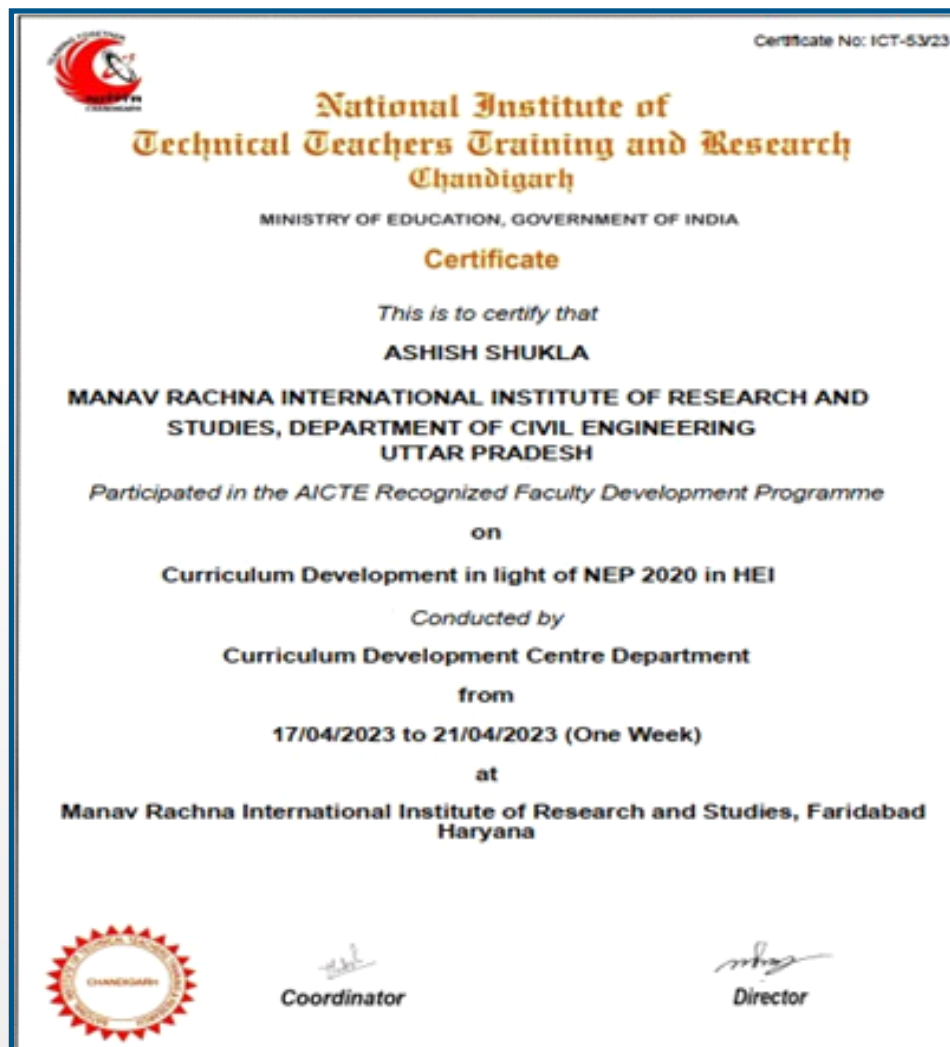 Certificate No: ICT-53/23
TRAINING TOGETHER
CHANDIGARH
National Institute of
Technical Teachers Training and Research
Chandigarh
MINISTRY OF EDUCATION, GOVERNMENT OF INDIA
Certificate
This is to certify that
ASHISH SHUKLA
MANAV RACHNA INTERNATIONAL INSTITUTE OF RESEARCH AND
STUDIES, DEPARTMENT OF CIVIL ENGINEERING
UTTAR PRADESH
Participated in the AICTE Recognized Faculty Development Programme
on
Curriculum Development in light of NEP 2020 in HEI
Conducted by
Curriculum Development Centre Department
from
17/04/2023 to 21/04/2023 (One Week)
at
Manav Rachna International Institute of Research and Studies, Faridabad
Haryana
CHANDIGARH
Coordinator
Director